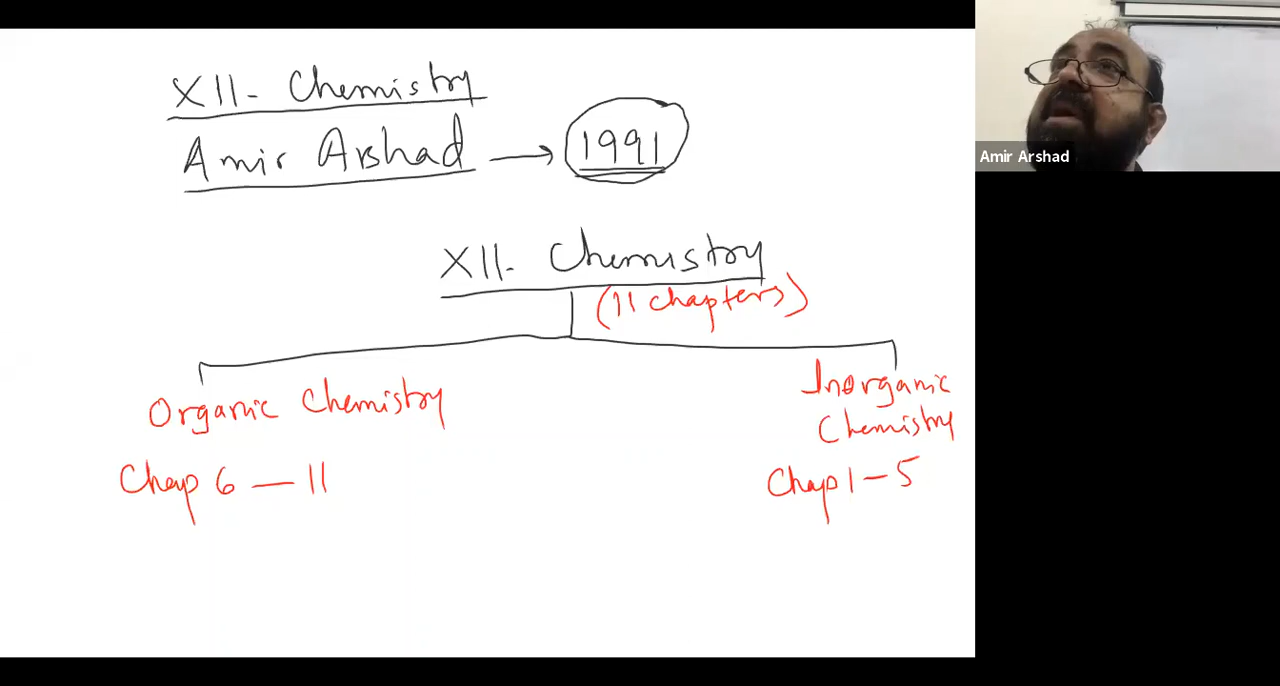 XII- Chemistry
Amir Arshad → 1991
Amir Arshad
XII- Chemistry
(11 chapters)
Organic Chemistry
Inorganic
Chemistry
Chap 6 — 11
Chap 1 – 5